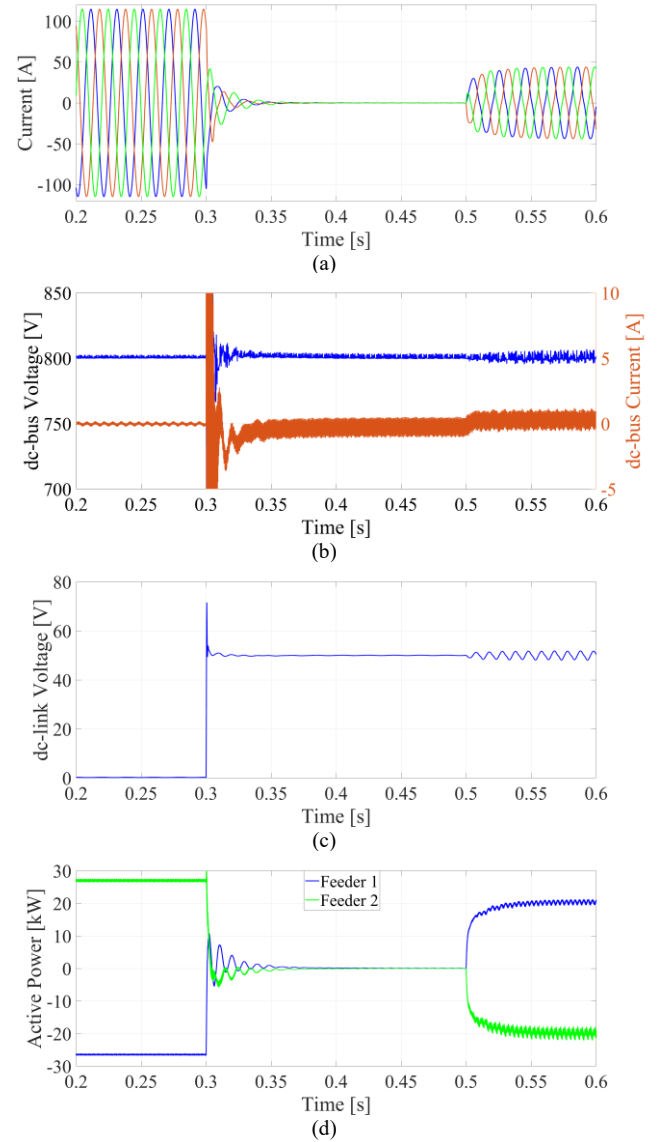 100
50
0
-50
-100
Current [A]
0.2 0.25 0.3 0.35 0.4 0.45 0.5 0.55 0.6
Time [s]
(a)
850
800
750
700
dc-bus Voltage [V]
10
5
0
-5
dc-bus Current [A]
0.2 0.25 0.3 0.35 0.4 0.45 0.5 0.55 0.6
Time [s]
(b)
80
60
40
20
0
dc-link Voltage [V]
0.2 0.25 0.3 0.35 0.4 0.45 0.5 0.55 0.6
Time [s]
(c)
30
20
10
0
-10
-20
-30
Active Power [kW]
Feeder 1
Feeder 2
0.2 0.25 0.3 0.35 0.4 0.45 0.5 0.55 0.6
Time [s]
(d)